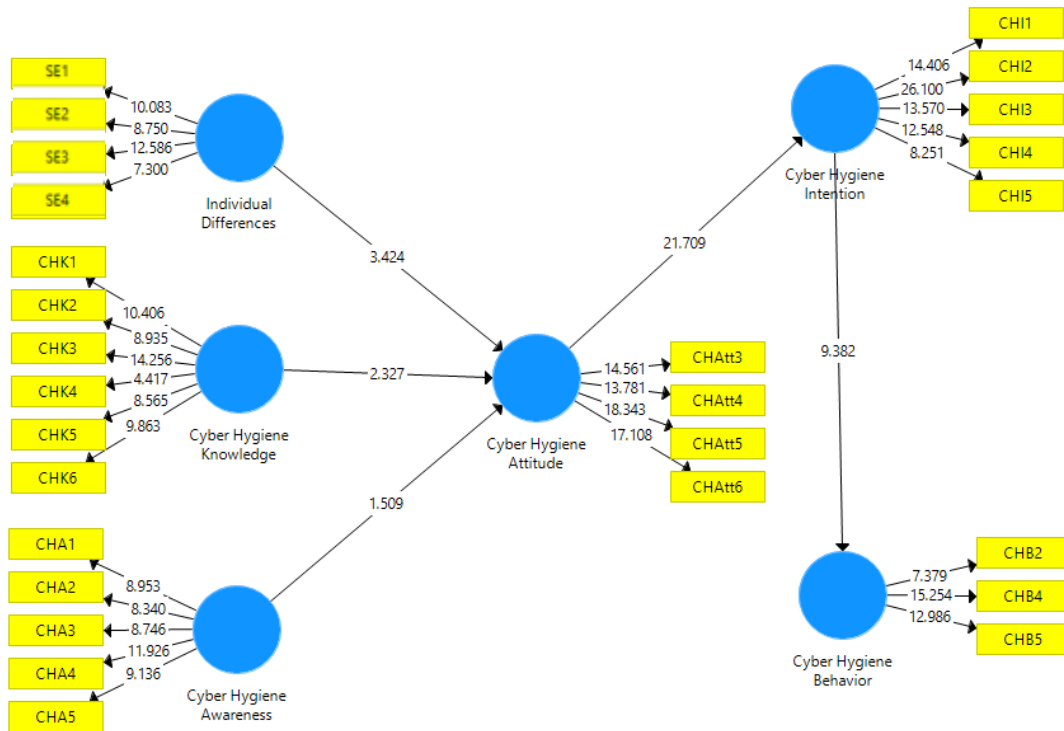 SE1
SE2
SE3
SE4
10.083
8.750
12.586
7.300
Individual
Differences
3.424
CHK1
CHK2
CHK3
CHK4
CHK5
CHK6
10.406
8.935
14.256
4.417
8.565
9.863
Cyber Hygiene
Knowledge
2.327
CHA1
CHA2
CHA3
CHA4
CHA5
8.953
8.340
8.746
11.926
9.136
Cyber Hygiene
Awareness
1.509
Cyber Hygiene
Attitude
14.561
13.781
18.343
17.108
CHAtt3
CHAtt4
CHAtt5
CHAtt6
21.709
Cyber Hygiene
Intention
14.406
26.100
13.570
12.548
8.251
CHI1
CHI2
CHI3
CHI4
CHI5
9.382
Cyber Hygiene
Behavior
7.379
15.254
12.986
CHB2
CHB4
CHB5